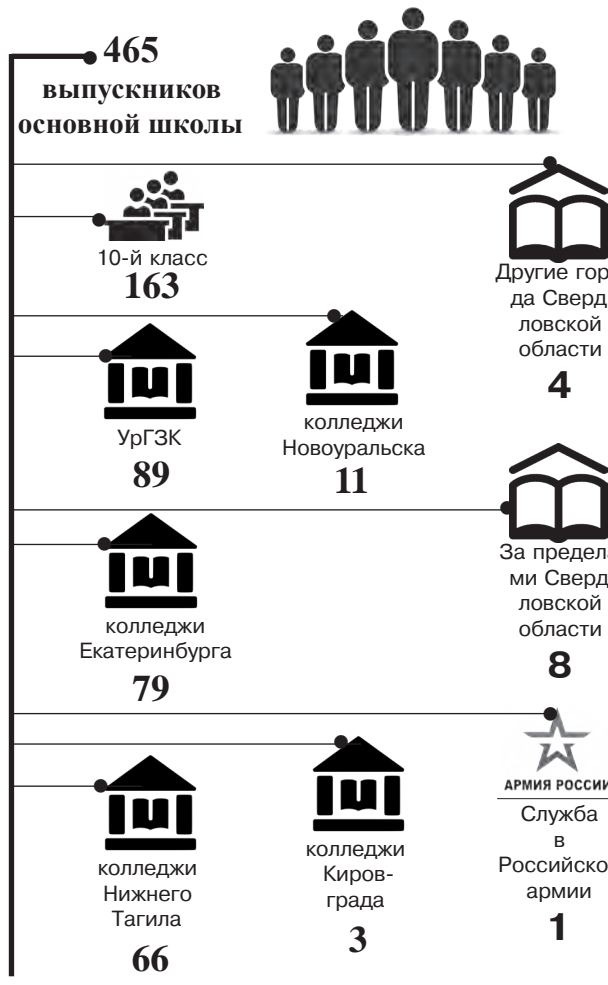 465
выпускников
основной школы
10-й класс
163
Другие гор
да Сверд
ловской
области
4
УрГЗК
89
колледжи
Новоуральска
11
колледжи
Екатеринбурга
79
За предела
ми Сверд
ловской
области
8
колледжи
Нижнего
Тагила
66
колледжи
Киров-
града
3
АРМИЯ РОССИИ
Служба
в
Российско
армии
1